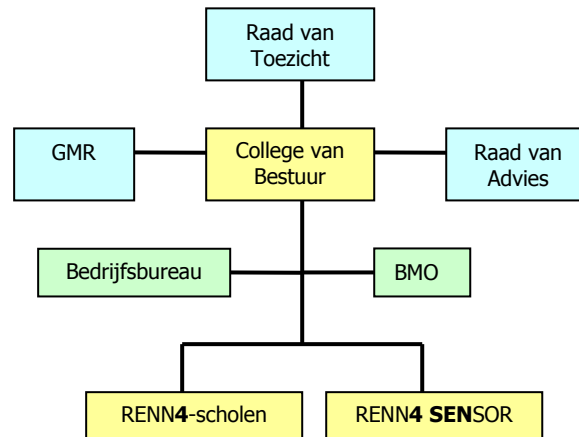 Raad van
Toezicht
GMR
College van
Bestuur
Raad van
Advies
Bedrijfsbureau
BMO
RENN4-scholen
RENN4 SENSOR